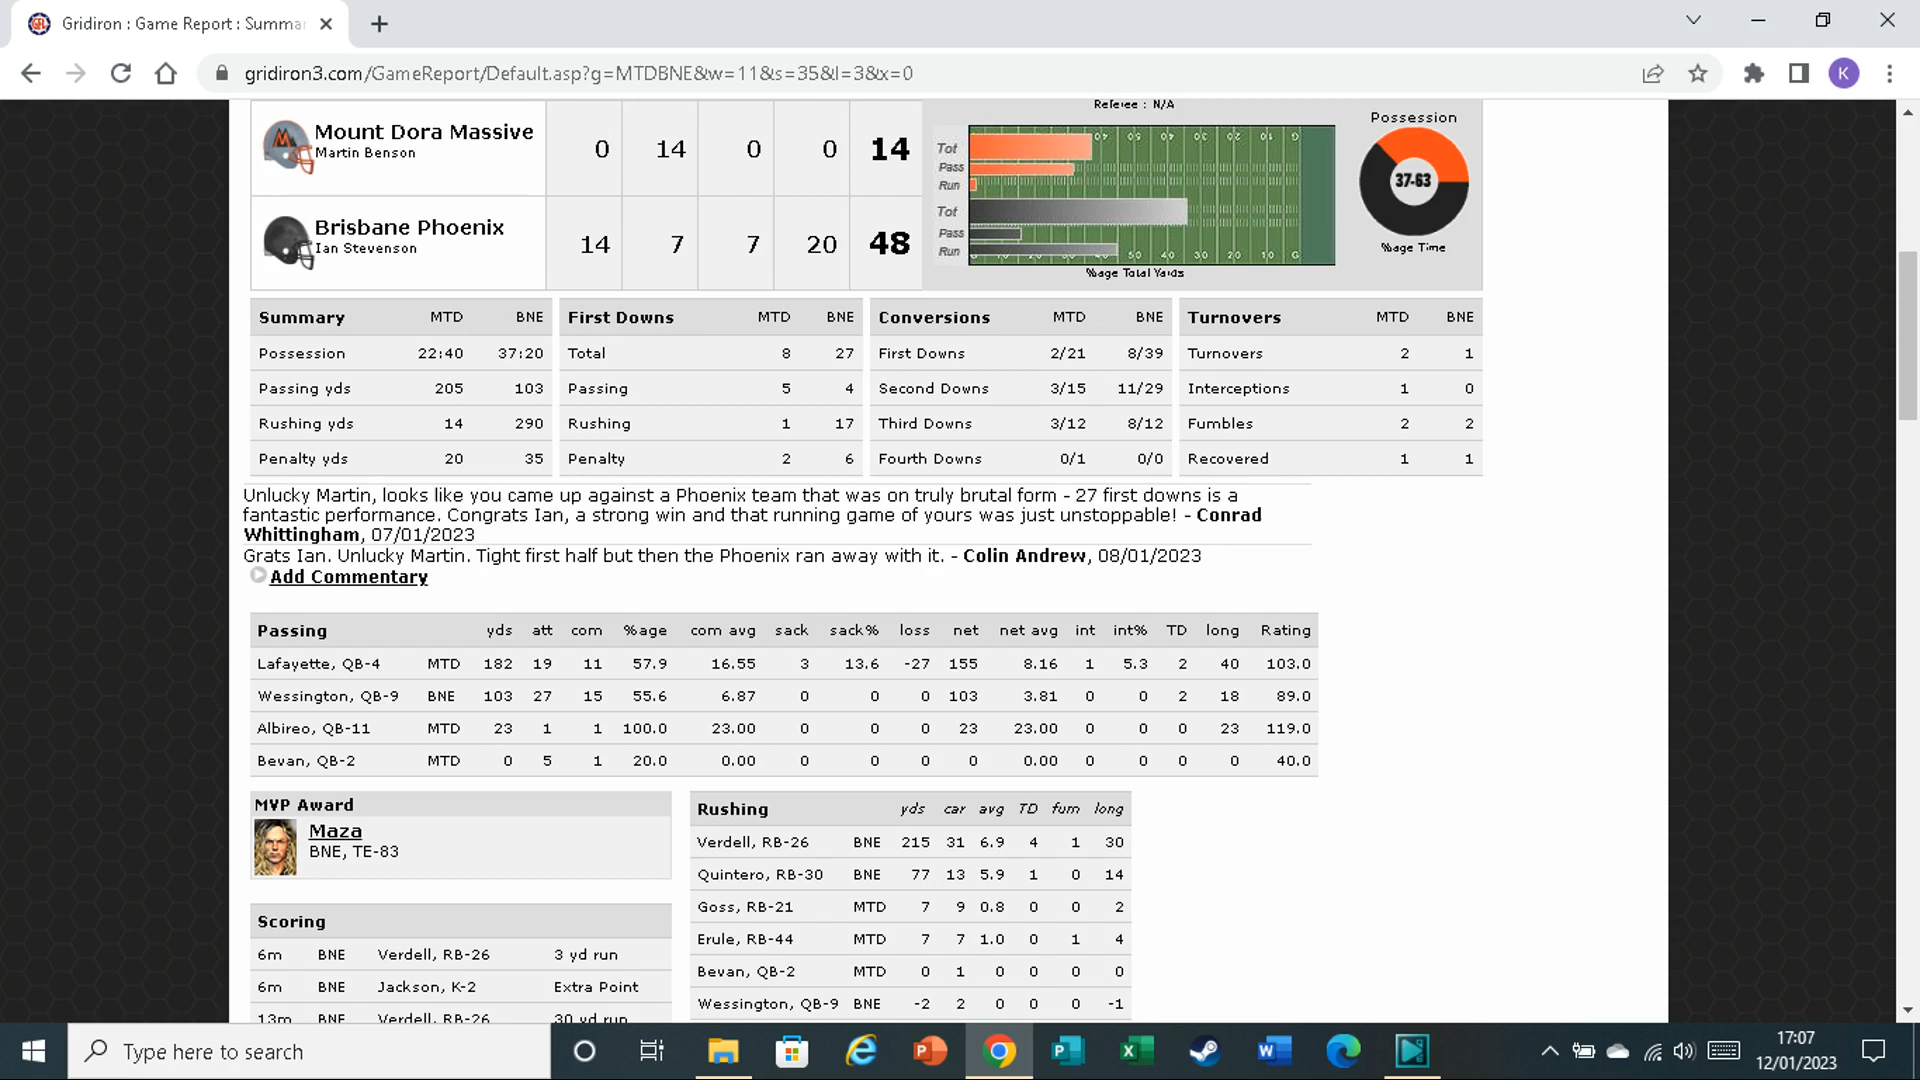 Gridiron : Game Report : Summar
gridiron3.com/GameReport/Default.asp?g=MTDBNE&w=11&s=35&l=3&x=0
K
Referee : N/A
Mount Dora Massive
Martin Benson
0 14 0 0 14
Brisbane Phoenix
Ian Stevenson
14 7 7 20 48
Tot
Pass
Run
Tot
Pass
Run
%age Total Yards
Possession
37-63
%age Time
Summary MTD BNE
Possession 22:40 37:20
Passing yds 205 103
Rushing yds 14 290
Penalty yds 20 35
First Downs MTD BNE
Total 8 27
Passing 5 4
Rushing 1 17
Penalty 2 6
Conversions MTD BNE
First Downs 2/21 8/39
Second Downs 3/15 11/29
Third Downs 3/12 8/12
Fourth Downs 0/1 0/0
Turnovers MTD BNE
Turnovers 2 1
Interceptions 1 0
Fumbles 2 2
Recovered 1 1
Unlucky Martin, looks like you came up against a Phoenix team that was on truly brutal form - 27 first downs is a
fantastic performance. Congrats Ian, a strong win and that running game of yours was just unstoppable! - Conrad
Whittingham, 07/01/2023
Grats Ian. Unlucky Martin. Tight first half but then the Phoenix ran away with it. - Colin Andrew, 08/01/2023
Add Commentary
Passing yds att com %age com avg sack sack% loss net net avg int int% TD long Rating
Lafayette, QB-4 MTD 182 19 11 57.9 16.55 3 13.6 -27 155 8.16 1 5.3 2 40 103.0
Wessington, QB-9 BNE 103 27 15 55.6 6.87 0 0 0 103 3.81 0 0 2 18 89.0
Albireo, QB-11 MTD 23 1 1 100.0 23.00 0 0 0 23 23.00 0 0 0 23 119.0
Bevan, QB-2 MTD 0 5 1 20.0 0.00 0 0 0 0 0.00 0 0 0 0 40.0
MVP Award
Maza
BNE, TE-83
Scoring
6m BNE Verdell, RB-26 3 yd run
6m BNE Jackson, K-2 Extra Point
13m BNE Verdell, RB-26 30 yd run
Rushing yds car avg TD fum long
Verdell, RB-26 BNE 215 31 6.9 4 1 30
Quintero, RB-30 BNE 77 13 5.9 1 0 14
Goss, RB-21 MTD 7 9 0.8 0 0 2
Erule, RB-44 MTD 7 7 1.0 0 1 4
Bevan, QB-2 MTD 0 1 0 0 0 0
Wessington, QB-9 BNE -2 2 0 0 0 -1
Type here to search
17:07
12/01/2023